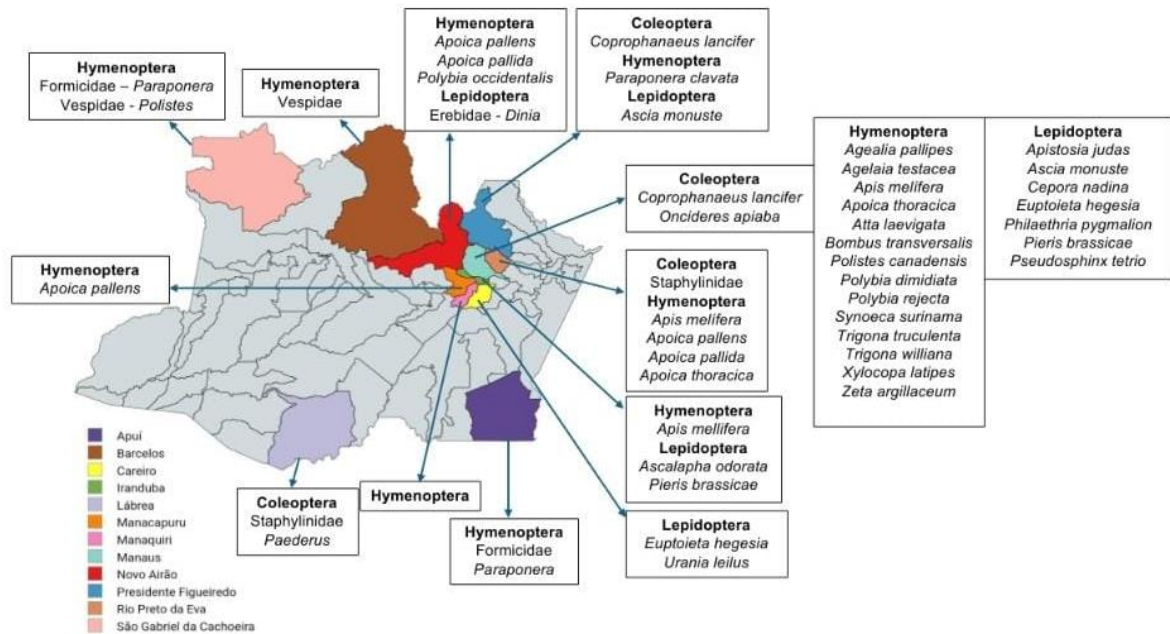 Hymenoptera
Formicidae – Paraponera
Vespidae - Polistes
Hymenoptera
Vespidae
Hymenoptera
Apoica pallens
Apoica pallida
Polybia occidentalis
Lepidoptera
Erebidae - Dinia
Coleoptera
Coprophanaeus lancifer
Hymenoptera
Paraponera clavata
Lepidoptera
Ascia monuste
Coleoptera
Coprophanaeus lancifer
Oncideres apiaba
Hymenoptera
Agealia pallipes
Agelaia testacea
Apis melífera
Apoica thoracica
Atta laevigata
Bombus transversalis
Polistes canadensis
Polybia dimidiata
Polybia rejecta
Synoeca surinama
Trigona truculenta
Trigona williana
Xylocopa latipes
Zeta argillaceum
Lepidoptera
Apistosia judas
Ascia monuste
Cepora nadina
Euptoieta hegesia
Philaethria pygmalion
Pieris brassicae
Pseudosphinx tetrio
Hymenoptera
Apoica pallens
Coleoptera
Staphylinidae
Hymenoptera
Apis melífera
Apoica pallens
Apoica pallida
Apoica thoracica
Hymenoptera
Apis mellifera
Lepidoptera
Ascalapha odorata
Pieris brassicae
Lepidoptera
Euptoieta hegesia
Urania leilus
Hymenoptera
Formicidae
Paraponera
Hymenoptera
Coleoptera
Staphylinidae
Paederus
Apuí
Barcelos
Careiro
Iranduba
Lábrea
Manacapuru
Manaquiri
Manaus
Novo Airão
Presidente Figueiredo
Rio Preto da Eva
São Gabriel da Cachoeira